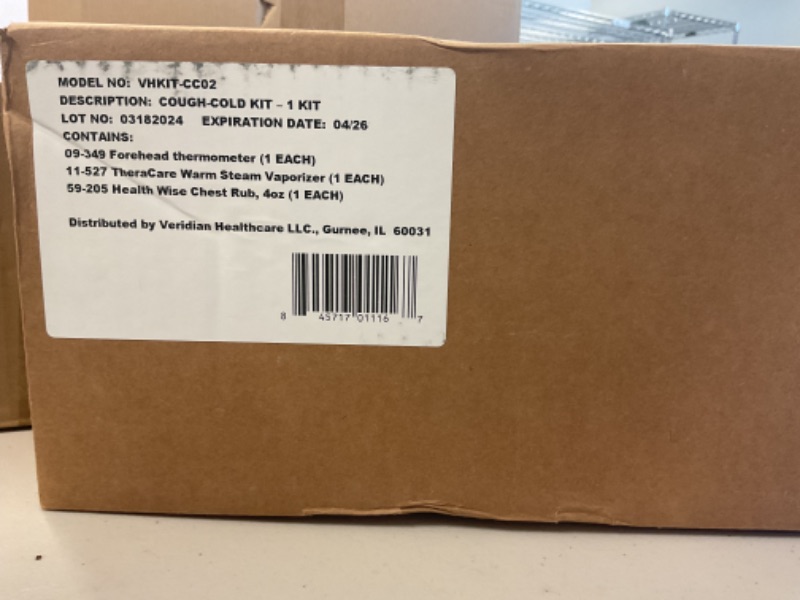 MODEL NO: VHKIT-CC02
DESCRIPTION: COUGH-COLD KIT – 1 KIT
LOT NO: 03182024 EXPIRATION DATE: 04/26
CONTAINS:
09-349 Forehead thermometer (1 EACH)
11-527 TheraCare Warm Steam Vaporizer (1 EACH)
59-205 Health Wise Chest Rub, 4oz (1 EACH)
Distributed by Veridian Healthcare LLC., Gurnee, IL 60031
8 45717 01116 7